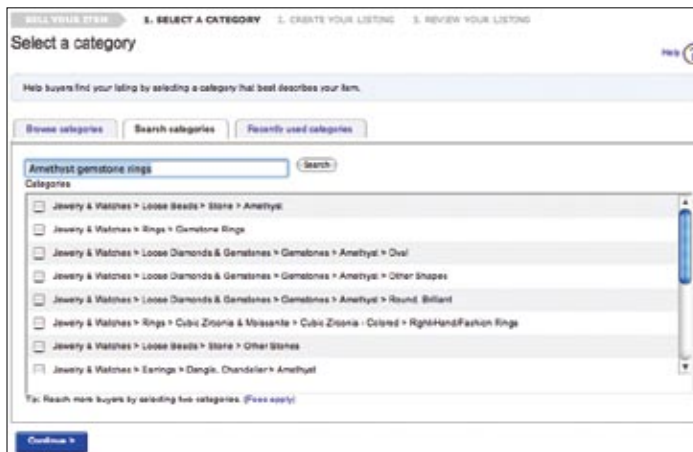 SELL YOUR ITEM 1. SELECT A CATEGORY 2. CREATE YOUR LISTING 3. REVIEW YOUR LISTING
Select a category
Help
Help buyers find your listing by selecting a category that best describes your item.
Browse categories Search categories Recently used categories
Amethyst gemstone rings Search
Categories
Jewelry & Watches > Loose Beads > Stone > Amethyst
Jewelry & Watches > Rings > Gemstone Rings
Jewelry & Watches > Loose Diamonds & Gemstones > Gemstones > Amethyst > Oval
Jewelry & Watches > Loose Diamonds & Gemstones > Gemstones > Amethyst > Other Shapes
Jewelry & Watches > Loose Diamonds & Gemstones > Gemstones > Amethyst > Round, Brilliant
Jewelry & Watches > Rings > Cubic Zirconia & Moissanite > Cubic Zirconia - Colored > Right-Hand/Fashion Rings
Jewelry & Watches > Loose Beads > Stone > Other Stones
Jewelry & Watches > Earrings > Dangle, Chandelier > Amethyst
Tip: Reach more buyers by selecting two categories. (Fees apply)
Continue >